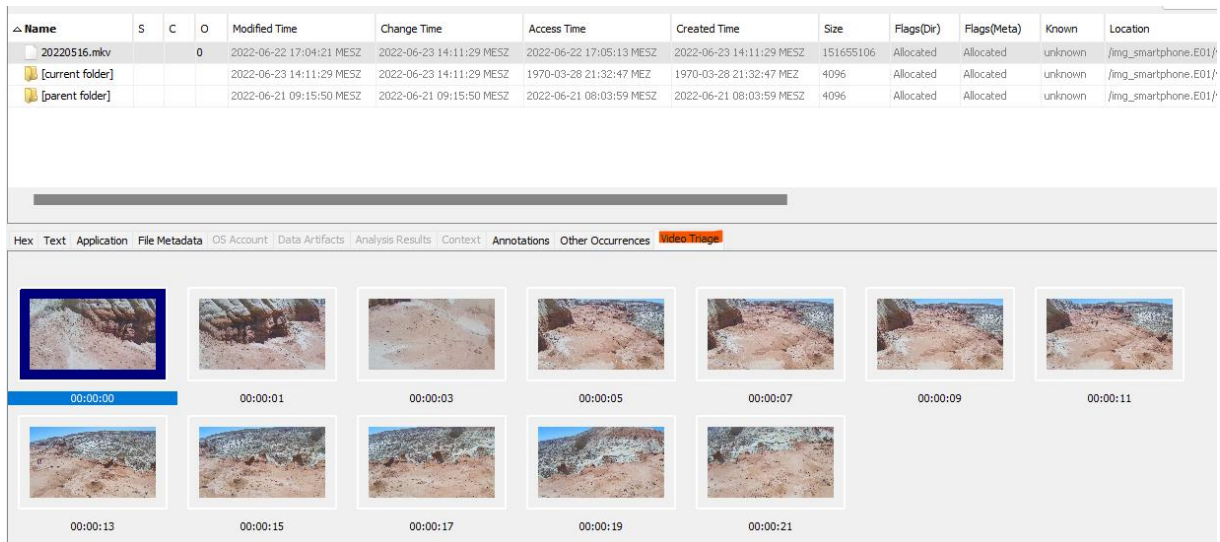 Name S C O Modified Time Change Time Access Time Created Time Size Flags(Dir) Flags(Meta) Known Location
20220516.mkv 0 2022-06-22 17:04:21 MESZ 2022-06-23 14:11:29 MESZ 2022-06-22 17:05:13 MESZ 2022-06-23 14:11:29 MESZ 151655106 Allocated Allocated unknown /img_smartphone.E01/
[current folder] 2022-06-23 14:11:29 MESZ 2022-06-23 14:11:29 MESZ 1970-03-28 21:32:47 MEZ 1970-03-28 21:32:47 MEZ 4096 Allocated Allocated unknown /img_smartphone.E01/
[parent folder] 2022-06-21 09:15:50 MESZ 2022-06-21 09:15:50 MESZ 2022-06-21 08:03:59 MESZ 2022-06-21 08:03:59 MESZ 4096 Allocated Allocated unknown /img_smartphone.E01/
Hex Text Application File Metadata OS Account Data Artifacts Analysis Results Context Annotations Other Occurrences Video Triage
00:00:00 00:00:01 00:00:03 00:00:05 00:00:07 00:00:09 00:00:11
00:00:13 00:00:15 00:00:17 00:00:19 00:00:21